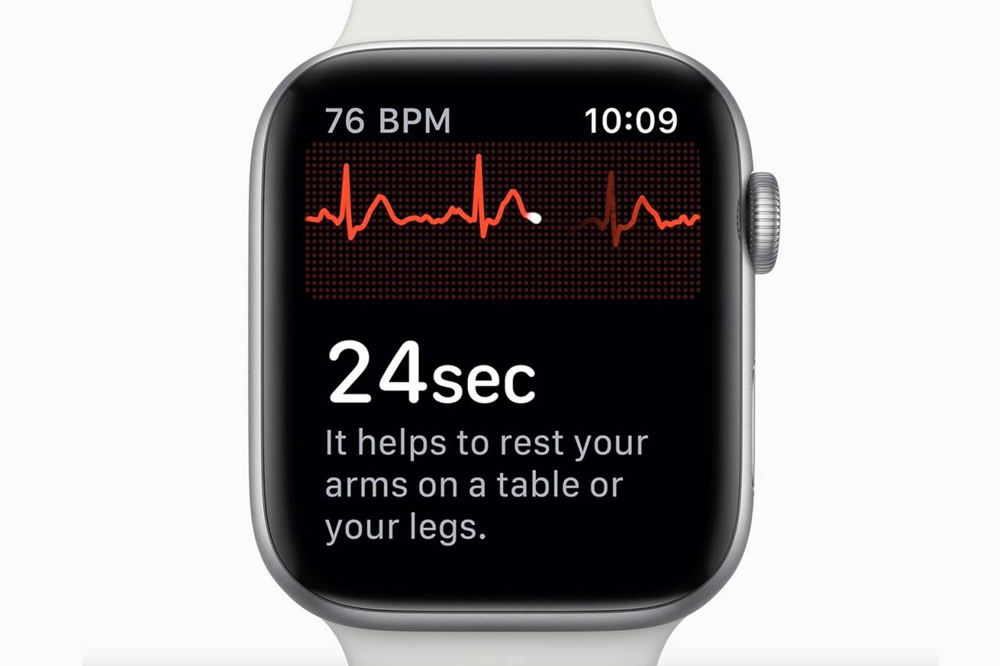 76 BPM 10:09
24sec
It helps to rest your
arms on a table or
your legs.